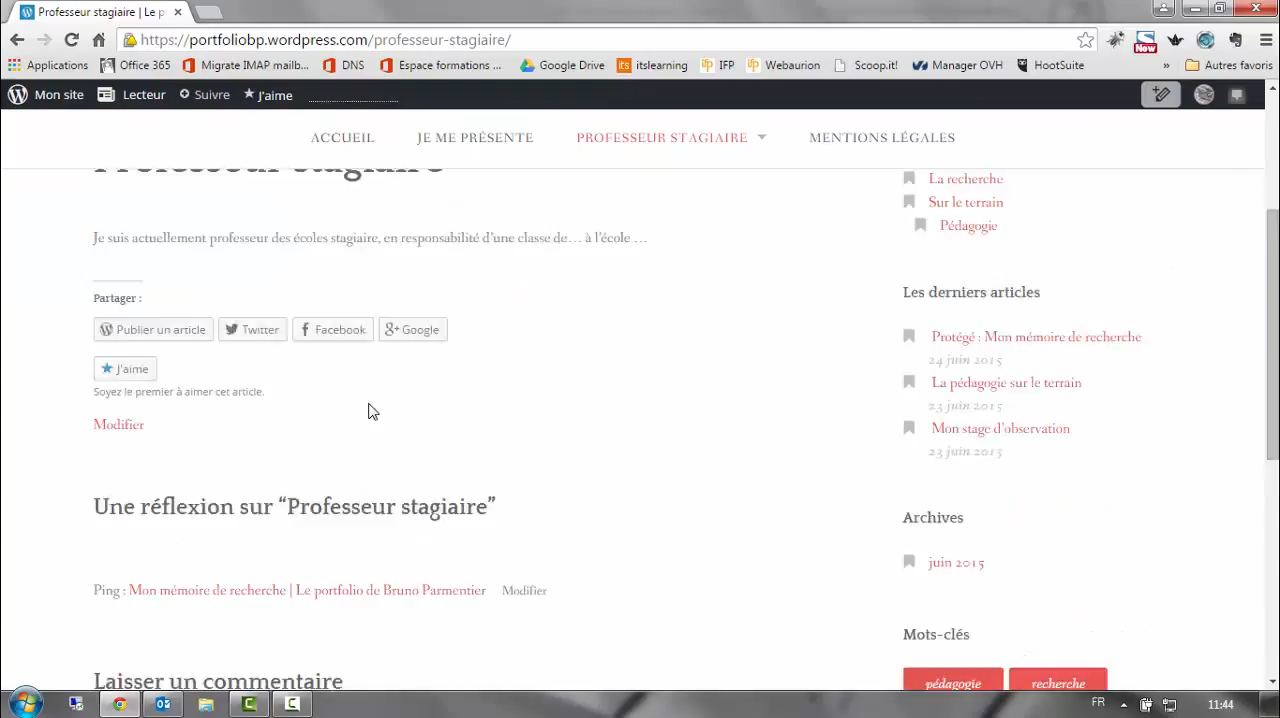 Professeur stagiaire | Le p
https://portfoliobp.wordpress.com/professeur-stagiaire/
Applications Office 365 Migrate IMAP mailb... DNS Espace formations ... Google Drive itslearning IFP Webaurion Scoop.it! Manager OVH HootSuite » Autres favoris
Mon site Lecteur Suivre J'aime
ACCUEIL JE ME PRÉSENTE PROFESSEUR STAGIAIRE MENTIONS LÉGALES
Professeur stagiaire
Je suis actuellement professeur des écoles stagiaire, en responsabilité d'une classe de… à l'école …
Partager :
Publier un article Twitter Facebook Google
J'aime
Soyez le premier à aimer cet article.
Modifier
Une réflexion sur “Professeur stagiaire”
Ping : Mon mémoire de recherche | Le portfolio de Bruno Parmentier Modifier
Laisser un commentaire
La recherche
Sur le terrain
Pédagogie
Les derniers articles
Protégé : Mon mémoire de recherche
24 juin 2015
La pédagogie sur le terrain
23 juin 2015
Mon stage d'observation
23 juin 2015
Archives
juin 2015
Mots-clés
pédagogie recherche
FR 11:44